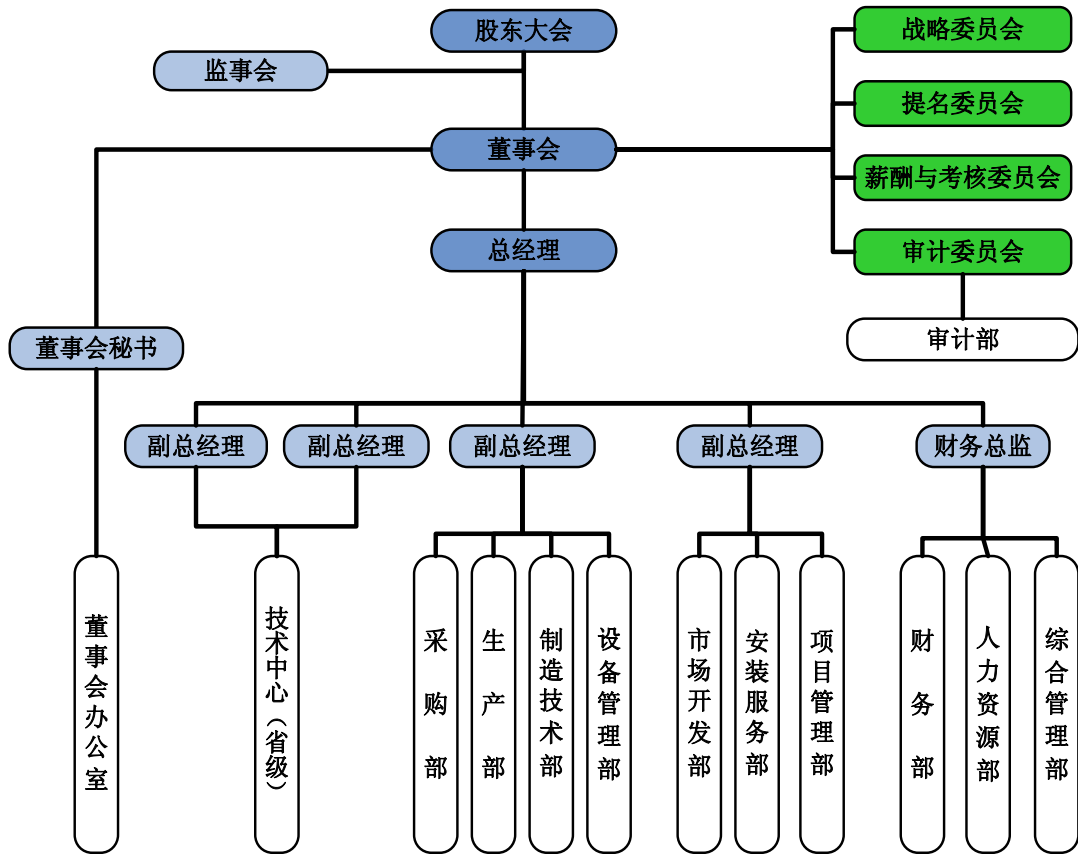 股东大会
战略委员会
监事会
提名委员会
董事会
薪酬与考核委员会
总经理
审计委员会
审计部
董事会秘书
副总经理
副总经理
副总经理
副总经理
财务总监
董事会办公室
技术中心（省级）
采购部
生产部
制造技术部
设备管理部
市场开发部
安装服务部
项目管理部
财务部
人力资源部
综合管理部